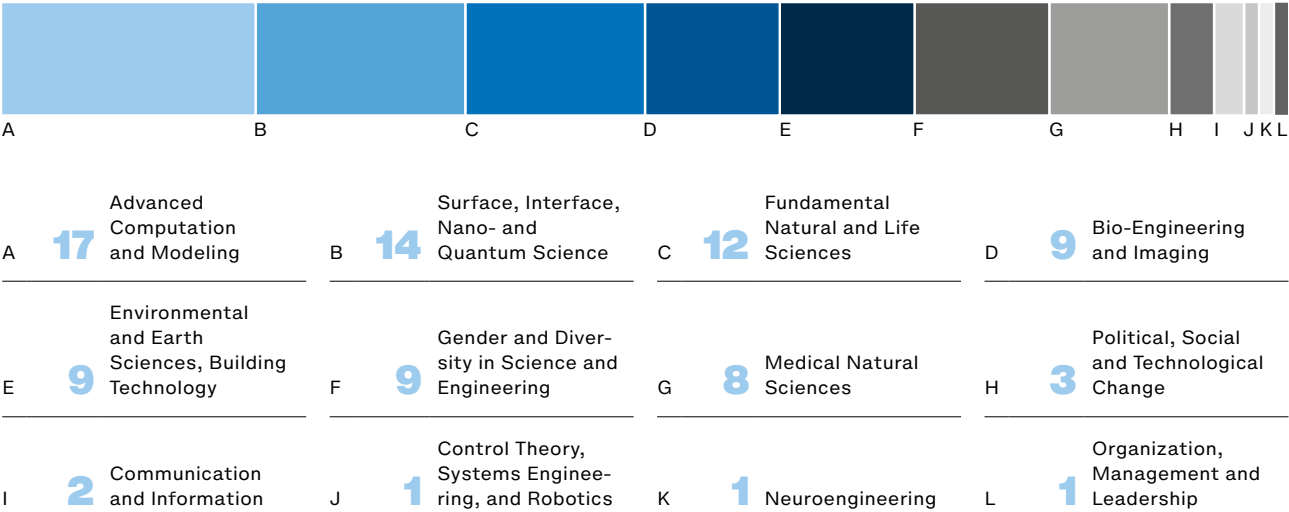 A B C D E F G H I J K L
A 17 Advanced
Computation
and Modeling
B 14 Surface, Interface,
Nano- and
Quantum Science
C 12 Fundamental
Natural and Life
Sciences
D 9 Bio-Engineering
and Imaging
E 9 Environmental
and Earth
Sciences, Building
Technology
F 9 Gender and Diver-
sity in Science and
Engineering
G 8 Medical Natural
Sciences
H 3 Political, Social
and Technological
Change
I 2 Communication
and Information
J 1 Control Theory,
Systems Enginee-
ring, and Robotics
K 1 Neuroengineering
L 1 Organization,
Management and
Leadership